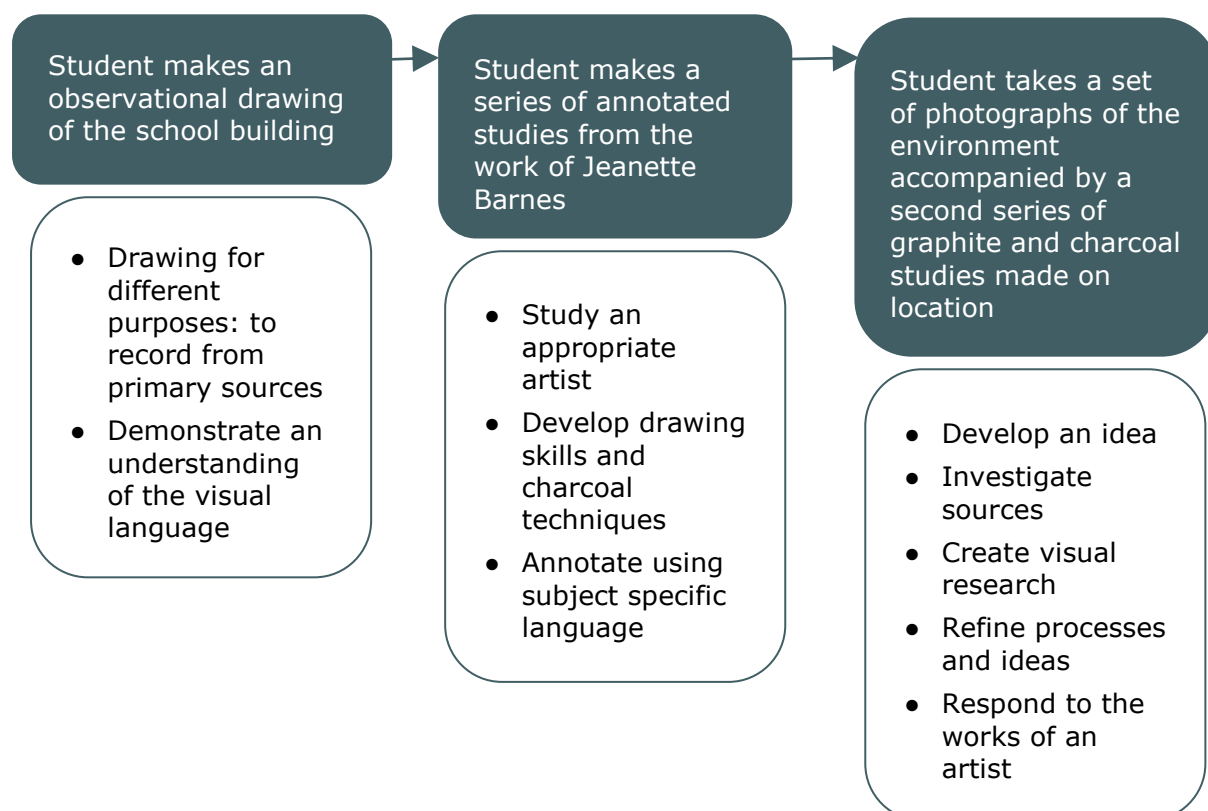 Student makes an
observational drawing
of the school building
● Drawing for
different
purposes: to
record from
primary sources
● Demonstrate an
understanding
of the visual
language
Student makes a
series of annotated
studies from the
work of Jeanette
Barnes
● Study an
appropriate
artist
● Develop drawing
skills and
charcoal
techniques
● Annotate using
subject specific
language
Student takes a set
of photographs of the
environment
accompanied by a
second series of
graphite and charcoal
studies made on
location
● Develop an idea
● Investigate
sources
● Create visual
research
● Refine processes
and ideas
● Respond to the
works of an
artist